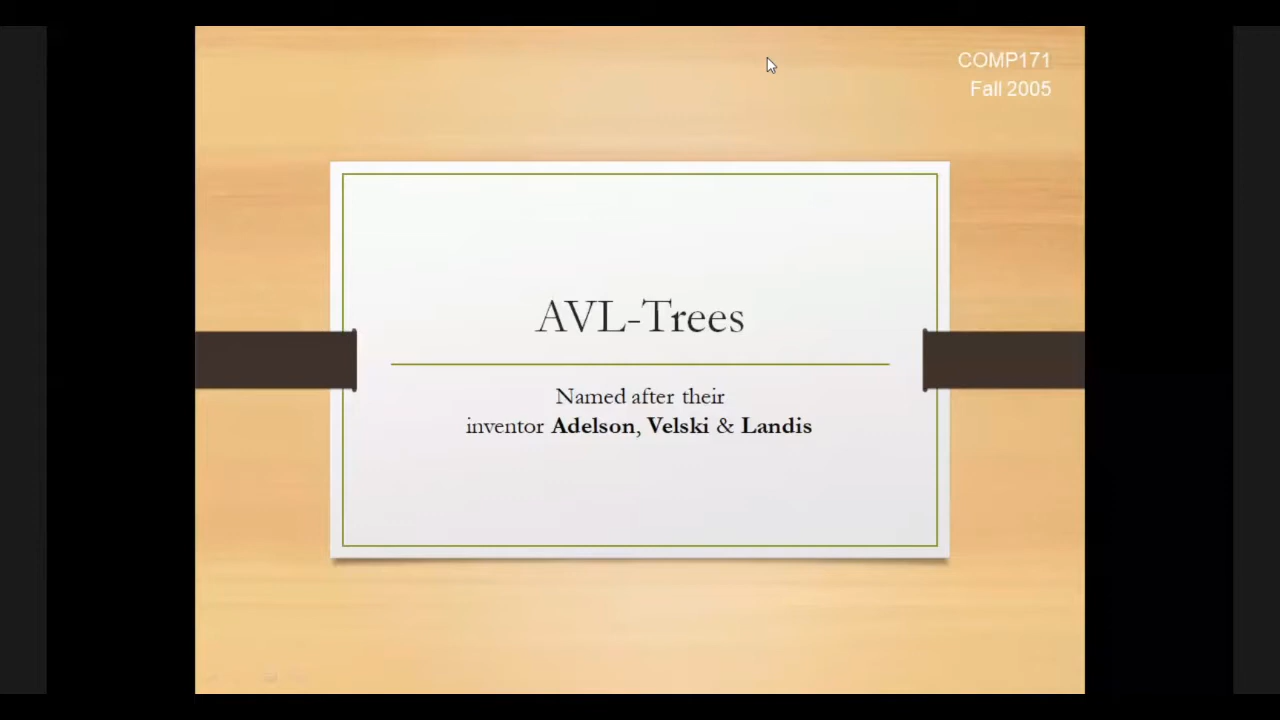 COMP171
Fall 2005
AVL-Trees
Named after their
inventor Adelson, Velski & Landis